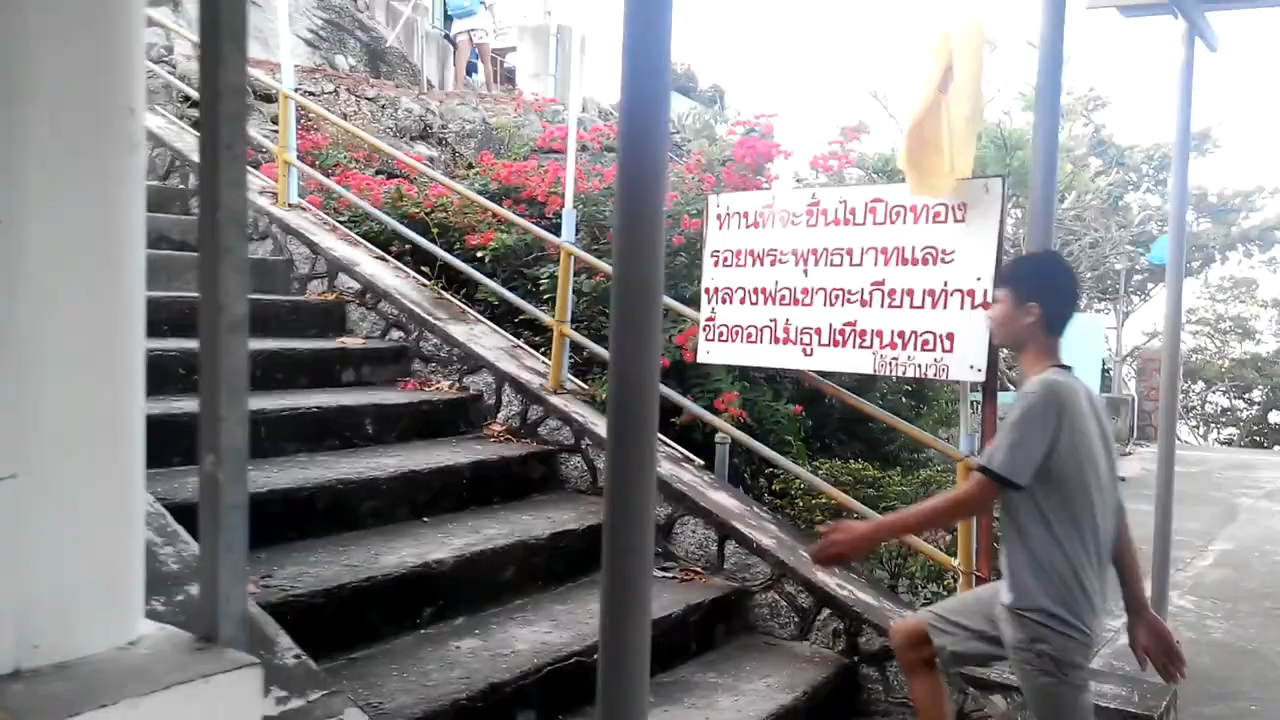 ท่านที่จะขึ้นไปปิดทอง
รอยพระพุทธบาทและ
หลวงพ่อเขาตะเกียบท่าน
ซื้อดอกไม้ธูปเทียนทอง
ได้ที่ร้านวัด